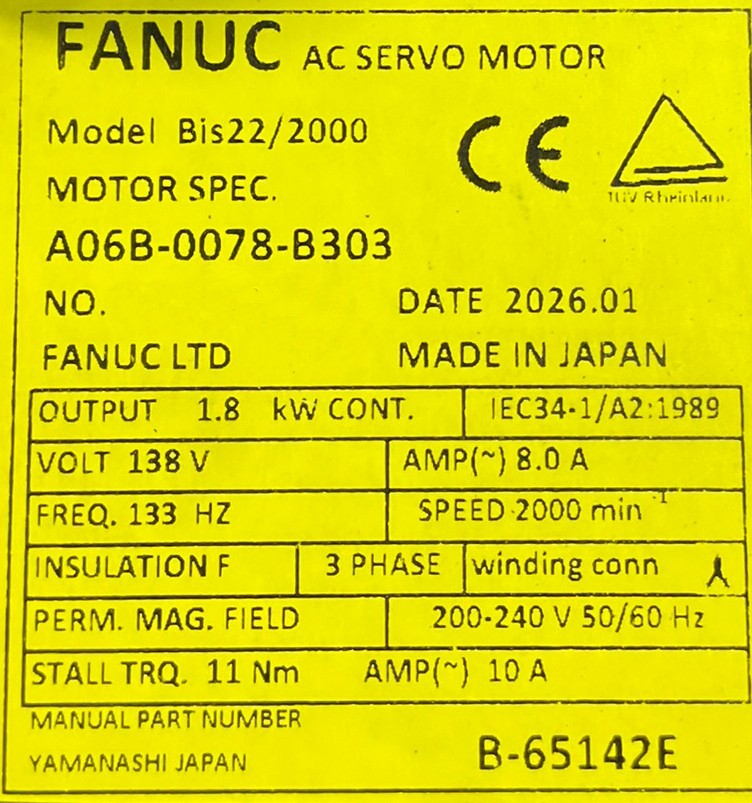 FANUC AC SERVO MOTOR
Model Bis22/2000
CE
TUV Rheinland
MOTOR SPEC.
A06B-0078-B303
NO. DATE 2026.01
FANUC LTD MADE IN JAPAN
OUTPUT 1.8 kW CONT. IEC34-1/A2:1989
VOLT 138 V AMP(~) 8.0 A
FREQ. 133 HZ SPEED 2000 min⁻¹
INSULATION F 3 PHASE winding conn
PERM. MAG. FIELD 200-240 V 50/60 Hz
STALL TRQ. 11 Nm AMP(~) 10 A
MANUAL PART NUMBER
YAMANASHI JAPAN B-65142E